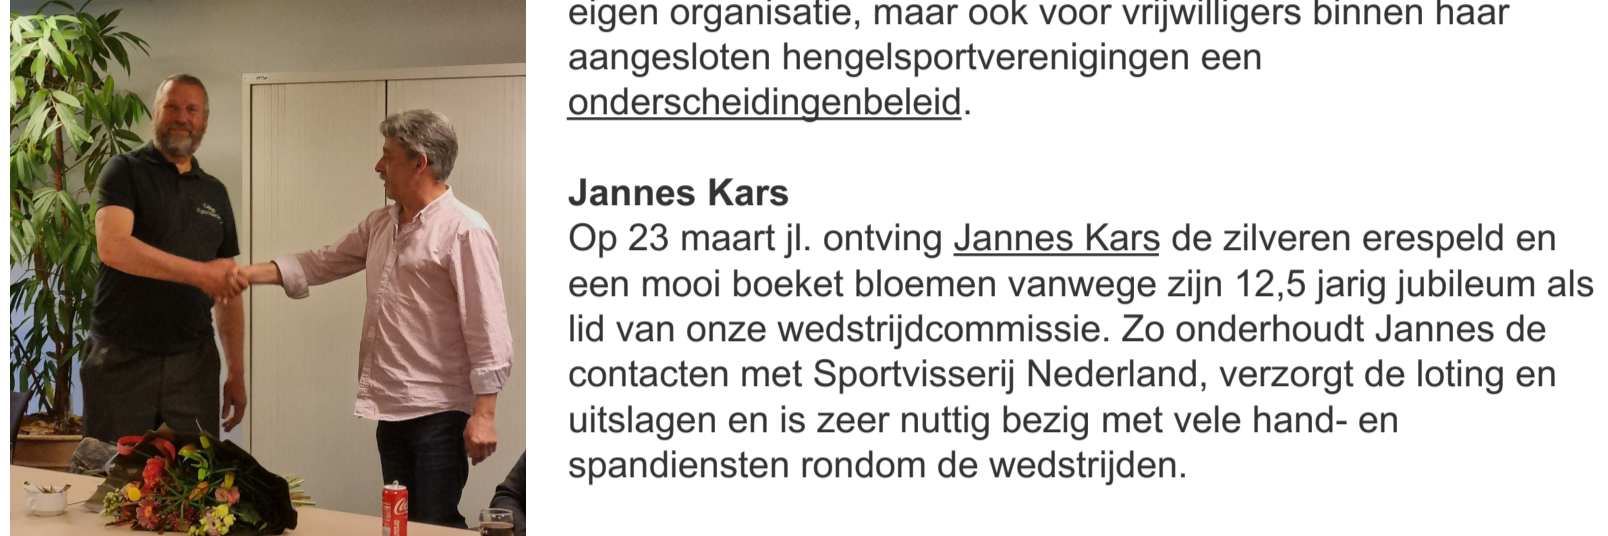 eigen organisatie, maar ook voor vrijwilligers binnen haar
aangesloten hengelsportverenigingen een
onderscheidingenbeleid.
Jannes Kars
Op 23 maart jl. ontving Jannes Kars de zilveren erespeld en
een mooi boeket bloemen vanwege zijn 12,5 jarig jubileum als
lid van onze wedstrijdcommissie. Zo onderhoudt Jannes de
contacten met Sportvisserij Nederland, verzorgt de loting en
uitslagen en is zeer nuttig bezig met vele hand- en
spandiensten rondom de wedstrijden.